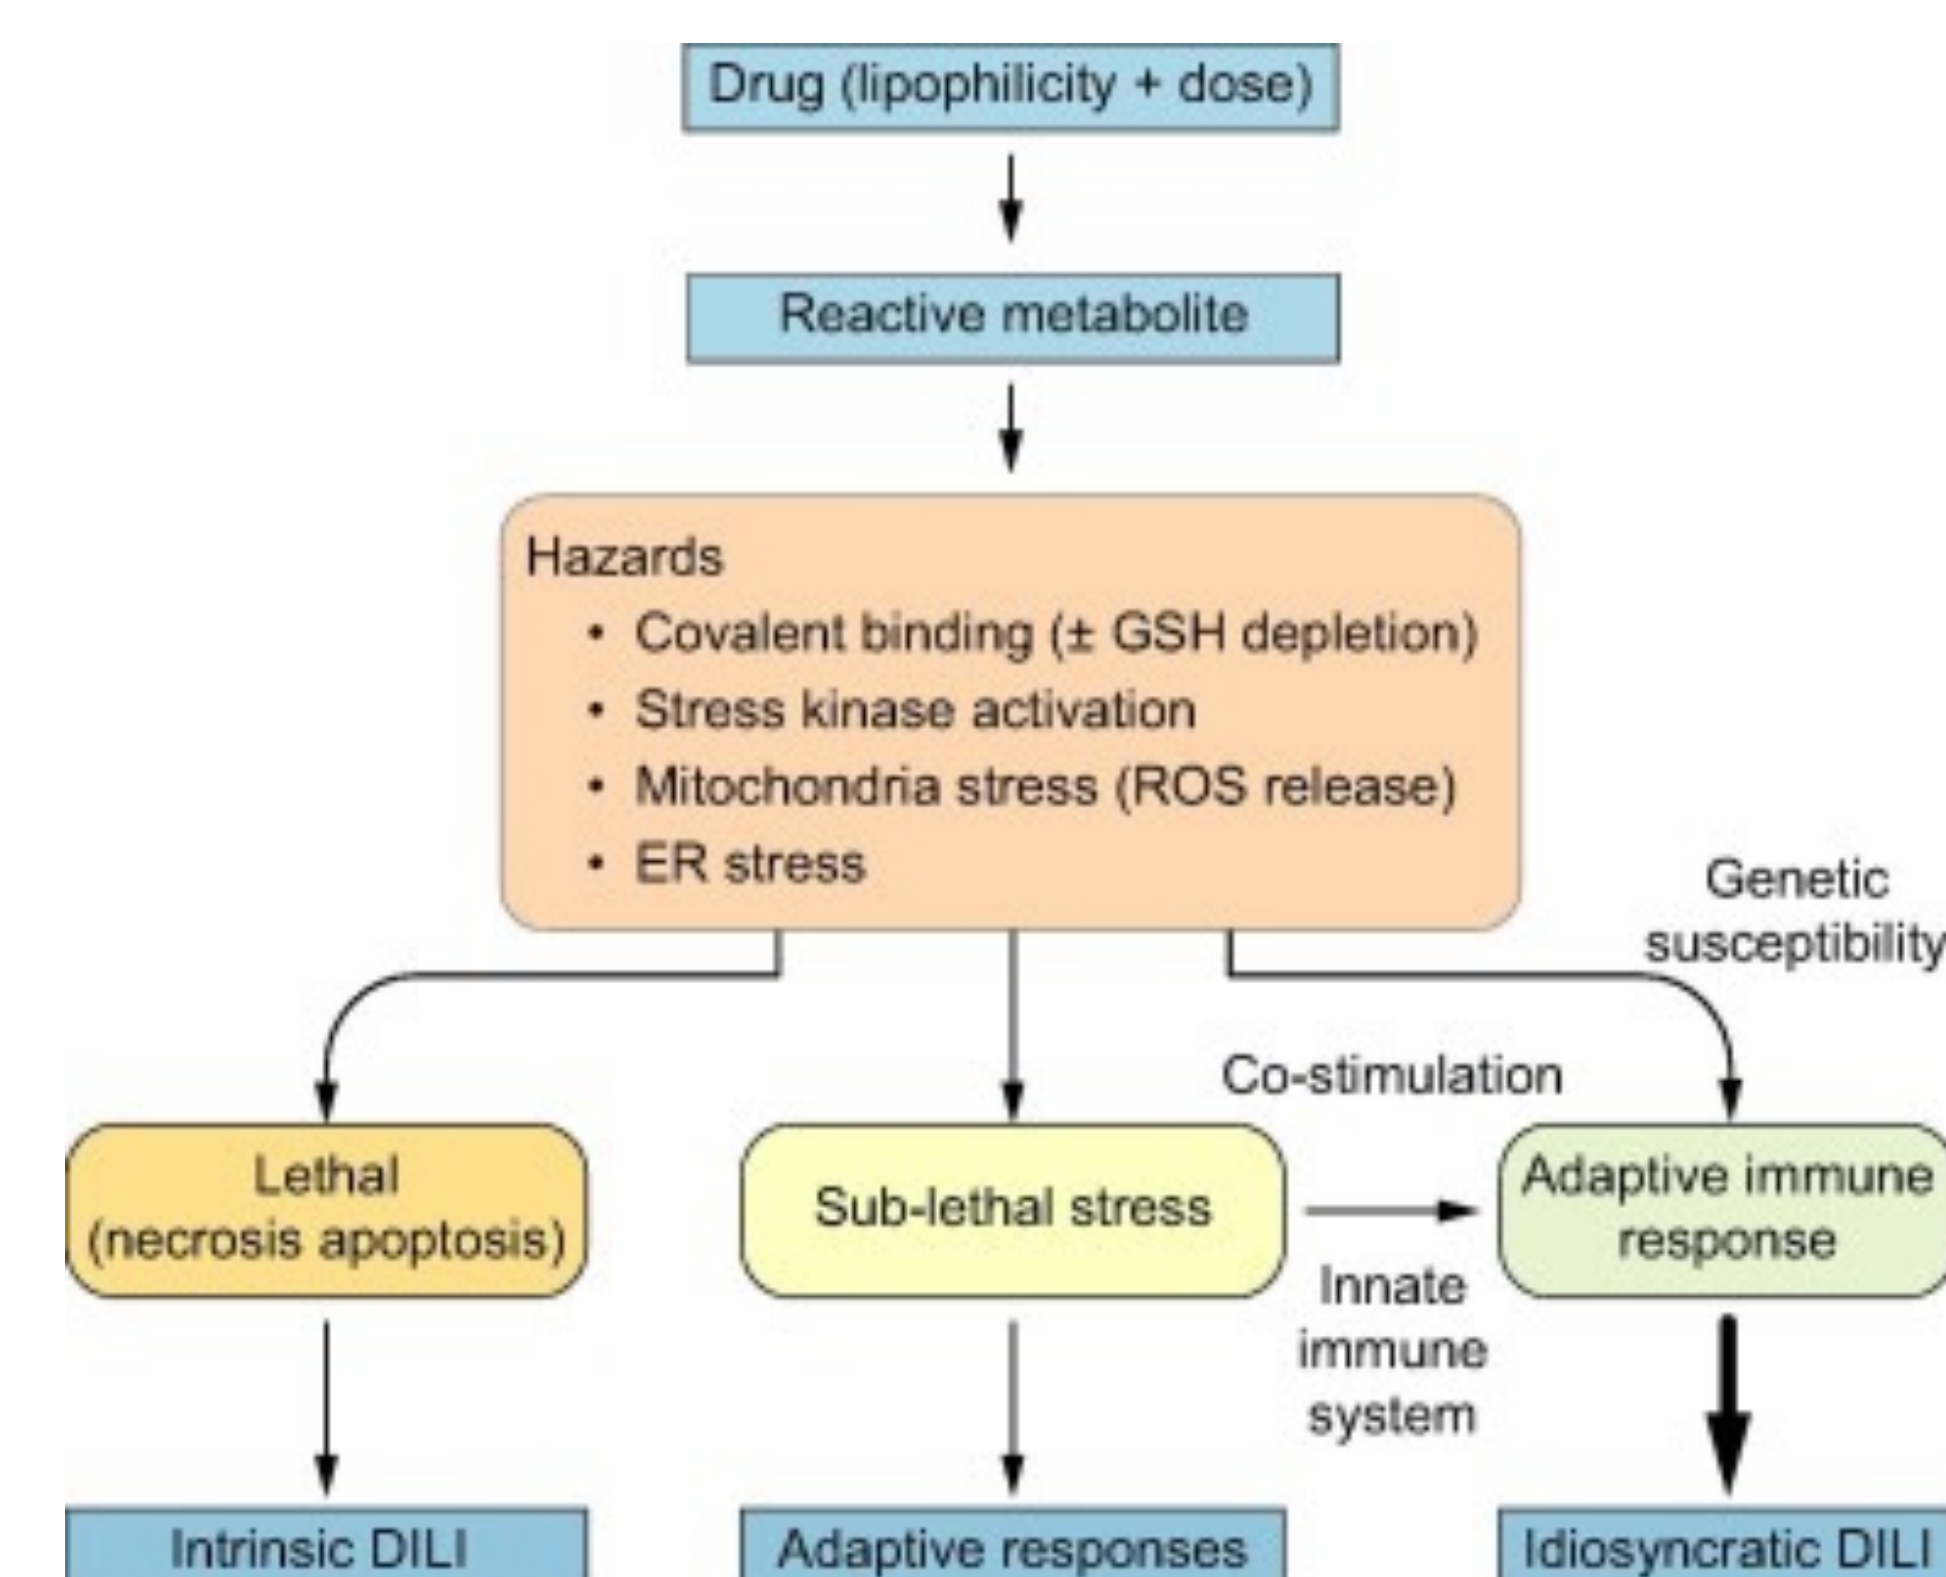 Drug (lipophilicity + dose)
Reactive metabolite
Hazards
• Covalent binding (± GSH depletion)
• Stress kinase activation
• Mitochondria stress (ROS release)
• ER stress
Genetic
susceptibility
Co-stimulation
Lethal
(necrosis apoptosis)
Sub-lethal stress
Adaptive immune
response
Innate
immune
system
Intrinsic DILI
Adaptive responses
Idiosyncratic DILI